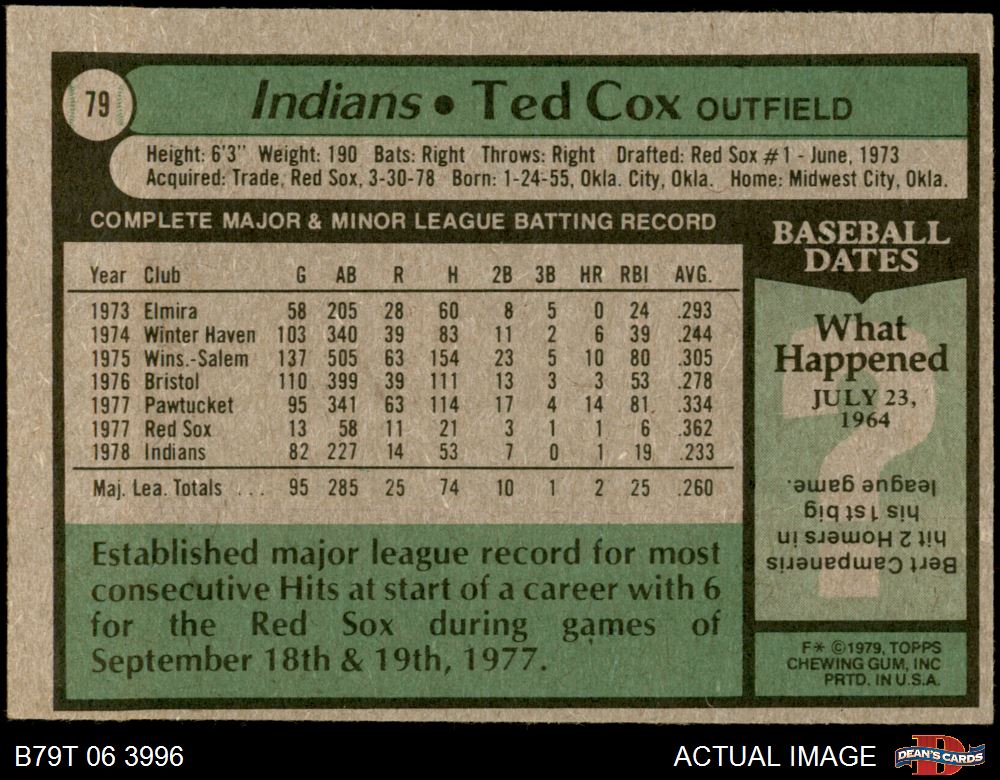 79
Indians • Ted Cox OUTFIELD
Height: 6'3" Weight: 190 Bats: Right Throws: Right Drafted: Red Sox #1 - June, 1973
Acquired: Trade, Red Sox, 3-30-78 Born: 1-24-55, Okla. City, Okla. Home: Midwest City, Okla.
COMPLETE MAJOR & MINOR LEAGUE BATTING RECORD
Year Club G AB R H 2B 3B HR RBI AVG.
1973 Elmira 58 205 28 60 8 5 0 24 .293
1974 Winter Haven 103 340 39 83 11 2 6 39 .244
1975 Wins.-Salem 137 505 63 154 23 5 10 80 .305
1976 Bristol 110 399 39 111 13 3 3 53 .278
1977 Pawtucket 95 341 63 114 17 4 14 81 .334
1977 Red Sox 13 58 11 21 3 1 1 6 .362
1978 Indians 82 227 14 53 7 0 1 19 .233
Maj. Lea. Totals ... 95 285 25 74 10 1 2 25 .260
Established major league record for most
consecutive Hits at start of a career with 6
for the Red Sox during games of
September 18th & 19th, 1977.
BASEBALL
DATES
What
Happened
JULY 23,
1964
?
Bert Campaneris
hit 2 Homers in
his 1st big
league game.
F* ©1979, TOPPS
CHEWING GUM, INC
PRTD. IN U.S.A.
B79T 06 3996
ACTUAL IMAGE
D
DEAN'S CARDS